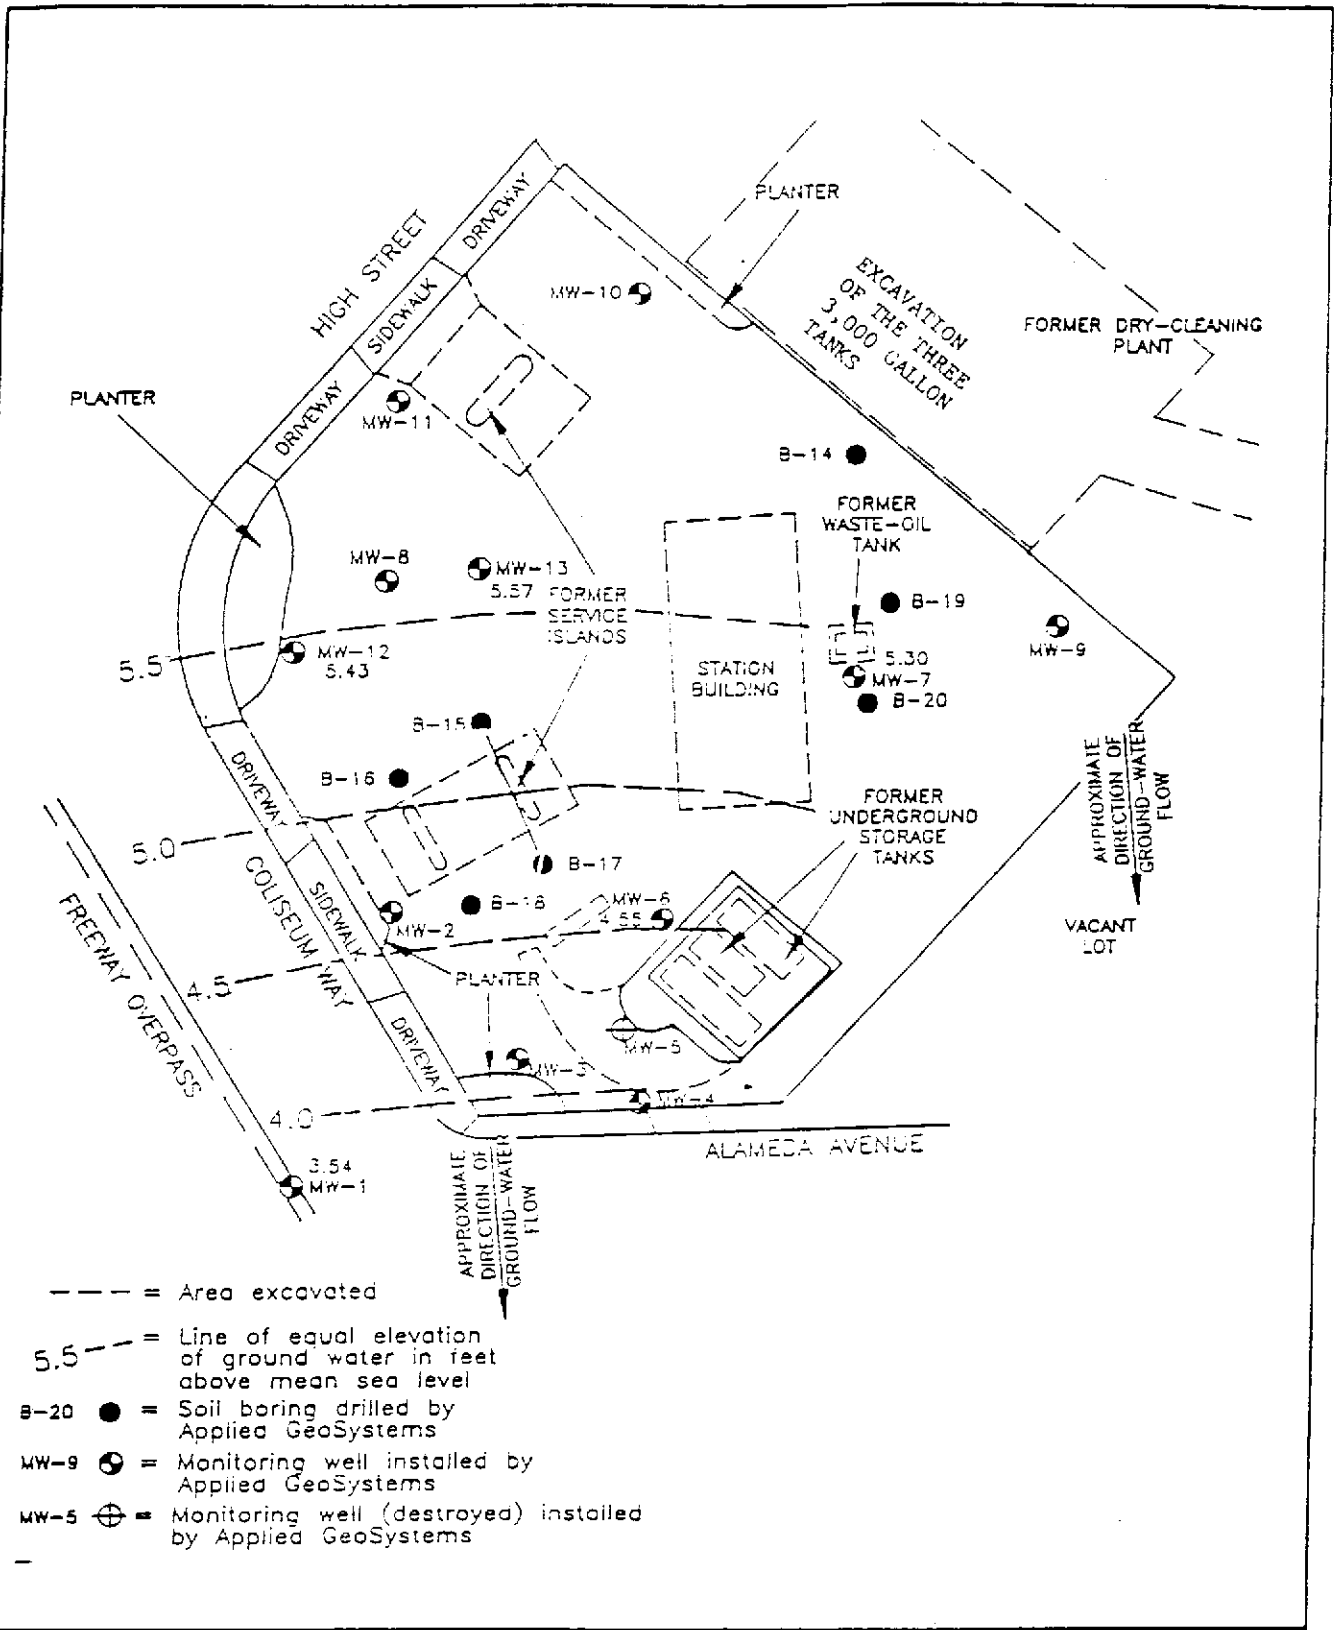 PLANTER
HIGH STREET
DRIVEWAY
SIDEWALK
DRIVEWAY
PLANTER
MW-10
EXCAVATION
OF THE THREE
3,000 GALLON
TANKS
FORMER DRY-CLEANING
PLANT
MW-11
B-14
FORMER
WASTE-OIL
TANK
MW-8
MW-13
5.57
FORMER
SERVICE
ISLANDS
B-19
MW-9
5.5
MW-12
5.43
STATION
BUILDING
5.30
MW-7
B-20
B-15
B-16
DRIVEWAY
5.0
FORMER
UNDERGROUND
STORAGE
TANKS
APPROXIMATE
DIRECTION OF
GROUND-WATER
FLOW
VACANT
LOT
B-17
B-18
MW-6
4.55
MW-2
SIDEWALK
COLISEUM WAY
FREEWAY OVERPASS
4.5
PLANTER
DRIVEWAY
MW-5
MW-3
MW-4
4.0
ALAMEDA AVENUE
3.54
MW-1
APPROXIMATE
DIRECTION OF
GROUND-WATER
FLOW
---- = Area excavated
5.5 --- = Line of equal elevation
of ground water in feet
above mean sea level
B-20 = Soil boring drilled by
Applied GeoSystems
MW-9 = Monitoring well installed by
Applied GeoSystems
MW-5 = Monitoring well (destroyed) installed
by Applied GeoSystems